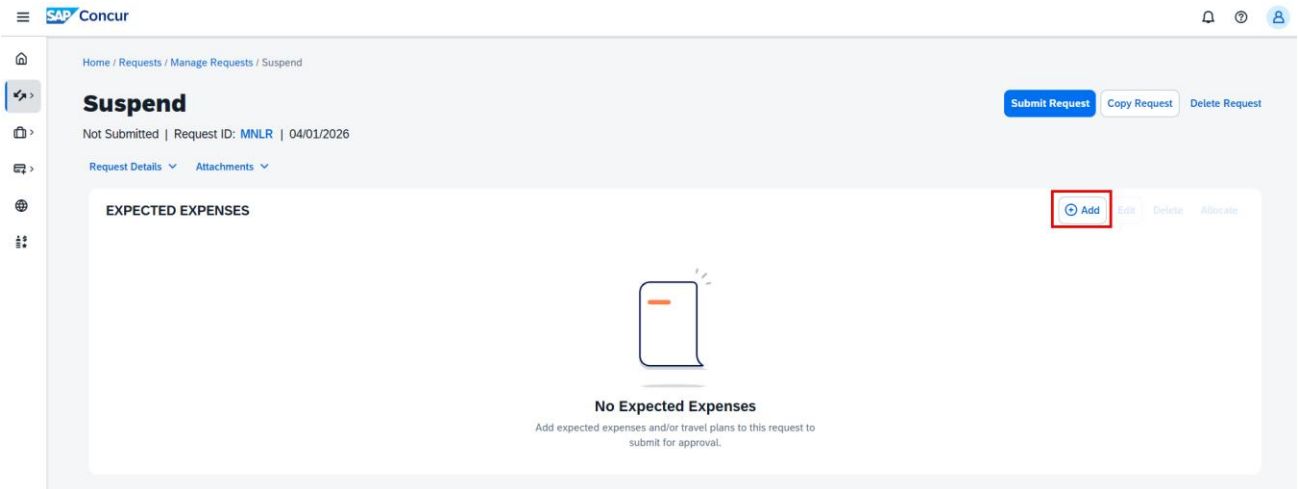 SAP Concur
Home / Requests / Manage Requests / Suspend
Suspend
Submit Request Copy Request Delete Request
Not Submitted | Request ID: MNLR | 04/01/2026
Request Details Attachments
EXPECTED EXPENSES
Add Edit Delete Allocate
No Expected Expenses
Add expected expenses and/or travel plans to this request to
submit for approval.